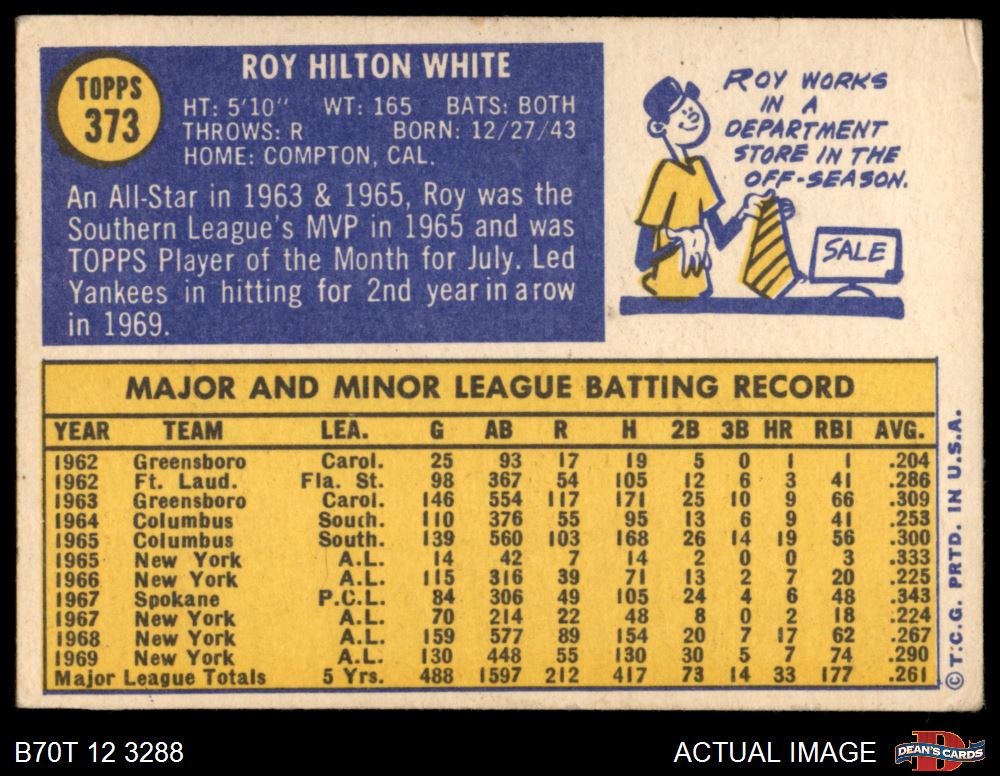 TOPPS
373
ROY HILTON WHITE
HT: 5'10" WT: 165 BATS: BOTH
THROWS: R BORN: 12/27/43
HOME: COMPTON, CAL.
An All-Star in 1963 & 1965, Roy was the
Southern League's MVP in 1965 and was
TOPPS Player of the Month for July. Led
Yankees in hitting for 2nd year in a row
in 1969.
ROY WORKS
IN A
DEPARTMENT
STORE IN THE
OFF-SEASON.
SALE
MAJOR AND MINOR LEAGUE BATTING RECORD
YEAR TEAM LEA. G AB R H 2B 3B HR RBI AVG.
1962 Greensboro Carol. 25 93 17 19 5 0 1 1 .204
1962 Ft. Laud. Fla. St. 98 367 54 105 12 6 3 41 .286
1963 Greensboro Carol. 146 554 117 171 25 10 9 66 .309
1964 Columbus South. 110 376 55 95 13 6 9 41 .253
1965 Columbus South. 139 560 103 168 26 14 19 56 .300
1965 New York A.L. 14 42 7 14 2 0 0 3 .333
1966 New York A.L. 115 316 39 71 13 2 7 20 .225
1967 Spokane P.C.L. 84 306 49 105 24 4 6 48 .343
1967 New York A.L. 70 214 22 48 8 0 2 18 .224
1968 New York A.L. 159 577 89 154 20 7 17 62 .267
1969 New York A.L. 130 448 55 130 30 5 7 74 .290
Major League Totals 5 Yrs. 488 1597 212 417 73 14 33 177 .261
©T.C.G. PRTD. IN U.S.A.
B70T 12 3288
ACTUAL IMAGE
DEAN'S CARDS